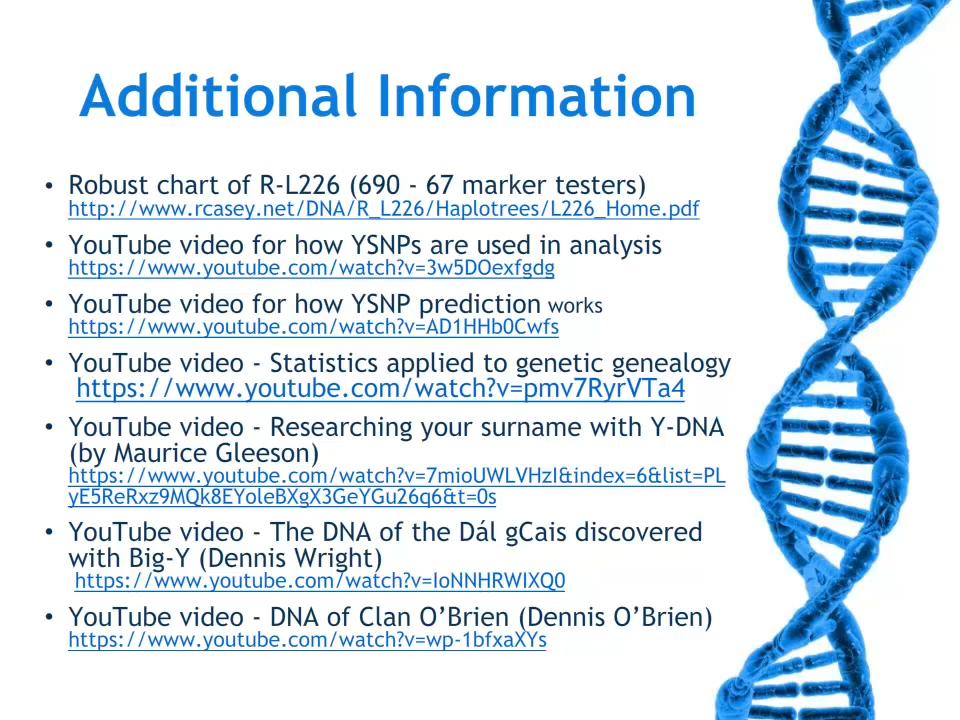 Additional Information
• Robust chart of R-L226 (690 - 67 marker testers)
http://www.rcasey.net/DNA/R_L226/Haplotrees/L226_Home.pdf
• YouTube video for how YSNPs are used in analysis
https://www.youtube.com/watch?v=3w5DOexfgdg
• YouTube video for how YSNP prediction works
https://www.youtube.com/watch?v=AD1HHb0Cwfs
• YouTube video - Statistics applied to genetic genealogy
https://www.youtube.com/watch?v=pmv7RyrVTa4
• YouTube video - Researching your surname with Y-DNA
(by Maurice Gleeson)
https://www.youtube.com/watch?v=7mioUWLVHzI&index=6&list=PL
yE5ReRxz9MQk8EYoleBXgX3GeYGu26q6&t=0s
• YouTube video - The DNA of the Dál gCais discovered
with Big-Y (Dennis Wright)
https://www.youtube.com/watch?v=IoNNHRWIXQ0
• YouTube video - DNA of Clan O’Brien (Dennis O’Brien)
https://www.youtube.com/watch?v=wp-1bfxaXYs